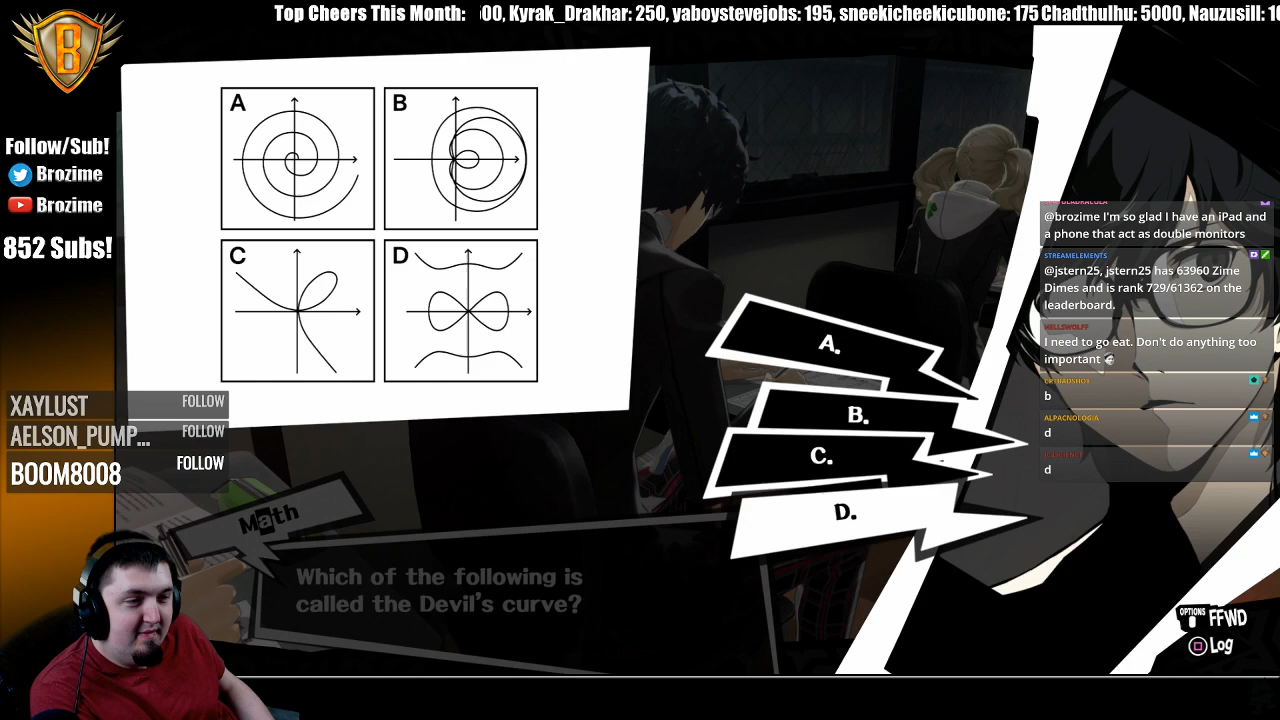 Top Cheers This Month: 00, Kyrak_Drakhar: 250, yaboystevejobs: 195, sneekicheekicubone: 175 Chadthulhu: 5000, Nauzusill:
B
Follow/Sub!
Brozime
Brozime
852 Subs!
A
B
C
D
@brozime I'm so glad I have an iPad and
a phone that act as double monitors
STREAMELEMENTS
@jstern25, jstern25 has 63960 Zime
Dimes and is rank 729/61362 on the
leaderboard.
WELLSWOLFF
I need to go eat. Don't do anything too
important
b
ALPACNOLOGIA
d
d
A.
B.
C.
D.
XAYLUST FOLLOW
AELSON_PUMP... FOLLOW
BOOM8008 FOLLOW
Math
Which of the following is
called the Devil's curve?
OPTIONS FFWD
Log